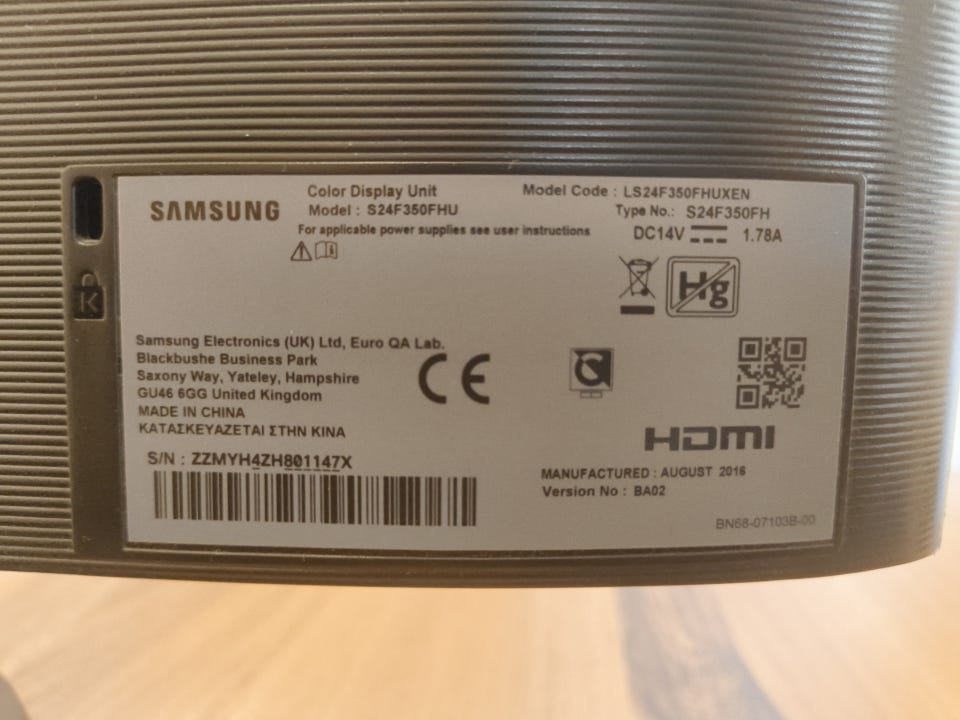 SAMSUNG
Color Display Unit
Model : S24F350FHU
For applicable power supplies see user instructions
Model Code : LS24F350FHUXEN
Type No.: S24F350FH
DC14V 1.78A
Hg
K
Samsung Electronics (UK) Ltd, Euro QA Lab.
Blackbushe Business Park
Saxony Way, Yateley, Hampshire
GU46 6GG United Kingdom
MADE IN CHINA
ΚΑΤΑΣΚΕΥΑΖΕΤΑΙ ΣΤΗΝ ΚΙΝΑ
CE
HDMI
S/N : ZZMYH4ZH801147X
MANUFACTURED : AUGUST 2016
Version No : BA02
BN68-07103B-00